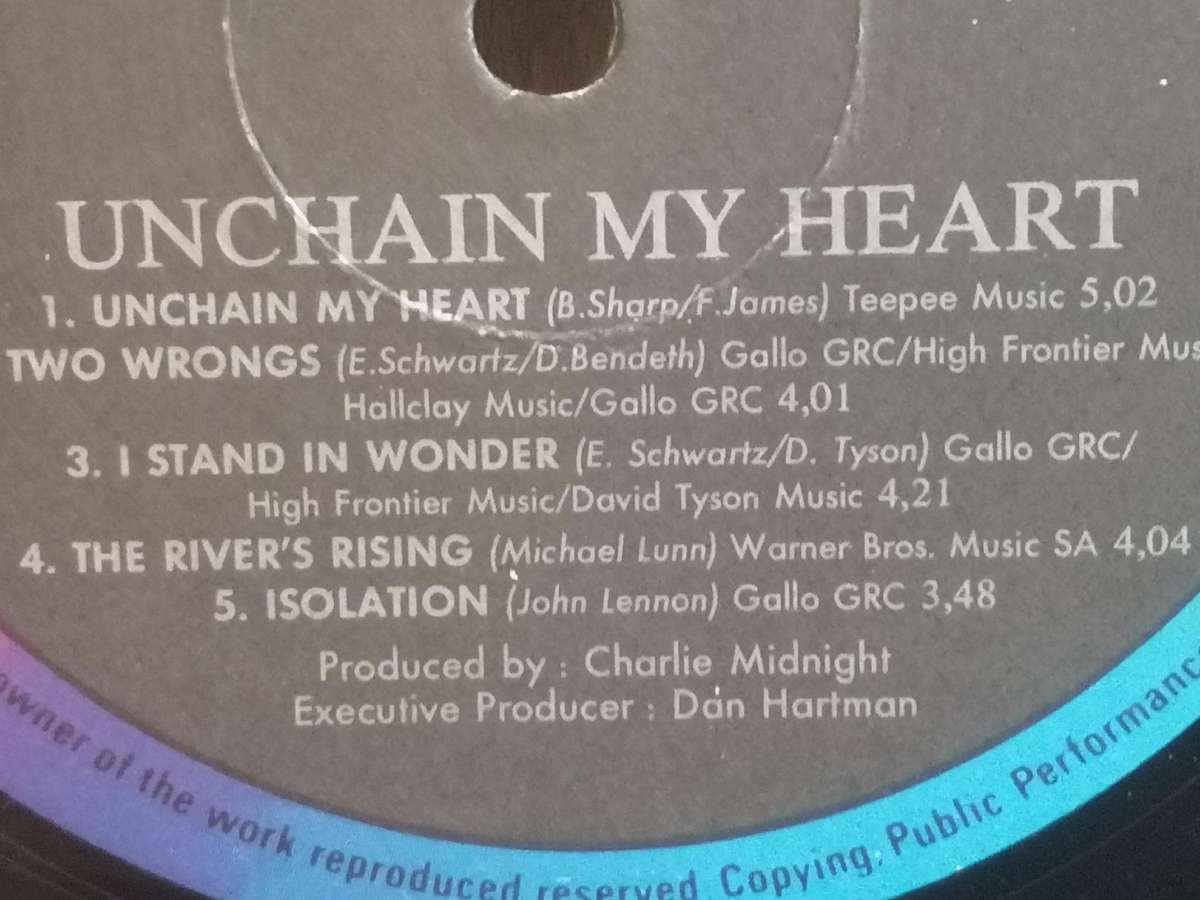 UNCHAIN MY HEART
1. UNCHAIN MY HEART (B.Sharp/F.James) Teepee Music 5,02
TWO WRONGS (E.Schwartz/D.Bendeth) Gallo GRC/High Frontier Mus
Hallclay Music/Gallo GRC 4,01
3. I STAND IN WONDER (E. Schwartz/D. Tyson) Gallo GRC/
High Frontier Music/David Tyson Music 4,21
4. THE RIVER'S RISING (Michael Lunn) Warner Bros. Music SA 4,04
5. ISOLATION (John Lennon) Gallo GRC 3,48
Produced by : Charlie Midnight
Executive Producer : Dan Hartman
owner of the work reproduced reserved. Copying, Public Performance